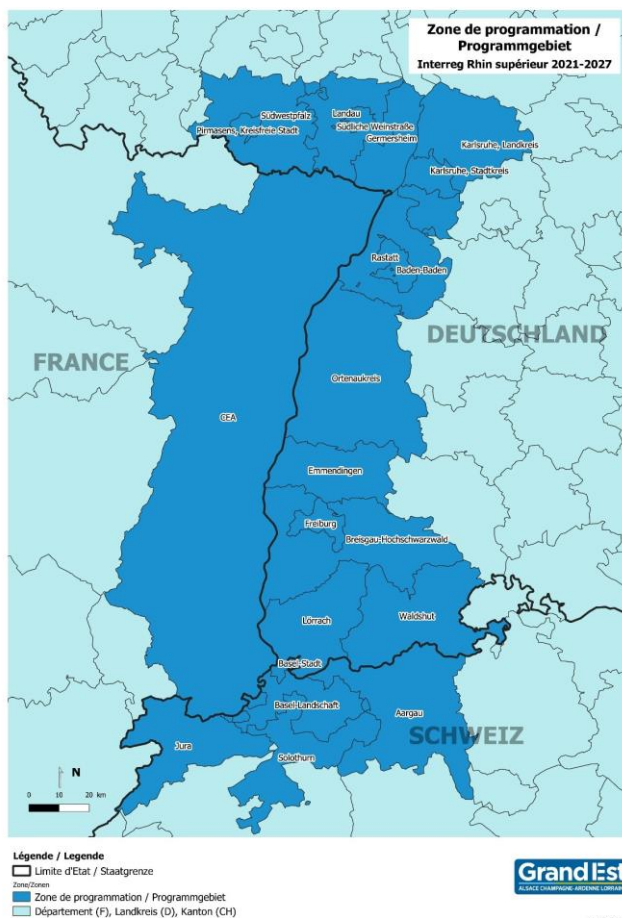 Zone de programmation /
Programmgebiet
Interreg Rhin supérieur 2021-2027
Südwestpfalz
Landau
Pirmasens, Kreisfreie Stadt
Südliche Weinstraße
Germersheim
Karlsruhe, Landkreis
Karlsruhe, Stadtkreis
Rastatt
Baden-Baden
DEUTSCHLAND
FRANCE
Ortenaukreis
CEA
Emmendingen
Freiburg
Breisgau-Hochschwarzwald
Lörrach
Waldshut
Basel-Stadt
Basel-Landschaft
Aargau
SCHWEIZ
Jura
Solothurn
N
0 10 20 km
Légende / Legende
Limite d'Etat / Staatgrenze
Zone/Zonen
Zone de programmation / Programmgebiet
Département (F), Landkreis (D), Kanton (CH)
GrandEst
ALSACE CHAMPAGNE-ARDENNE LORRAINE